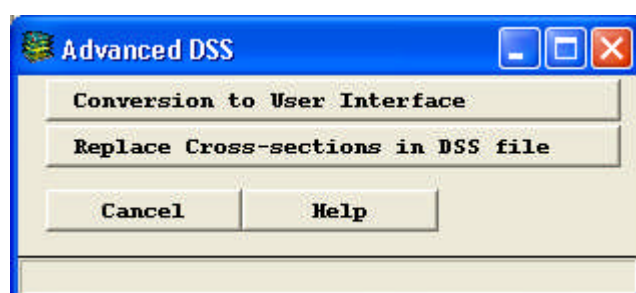 Advanced DSS
Conversion to User Interface
Replace Cross-sections in DSS file
Cancel Help